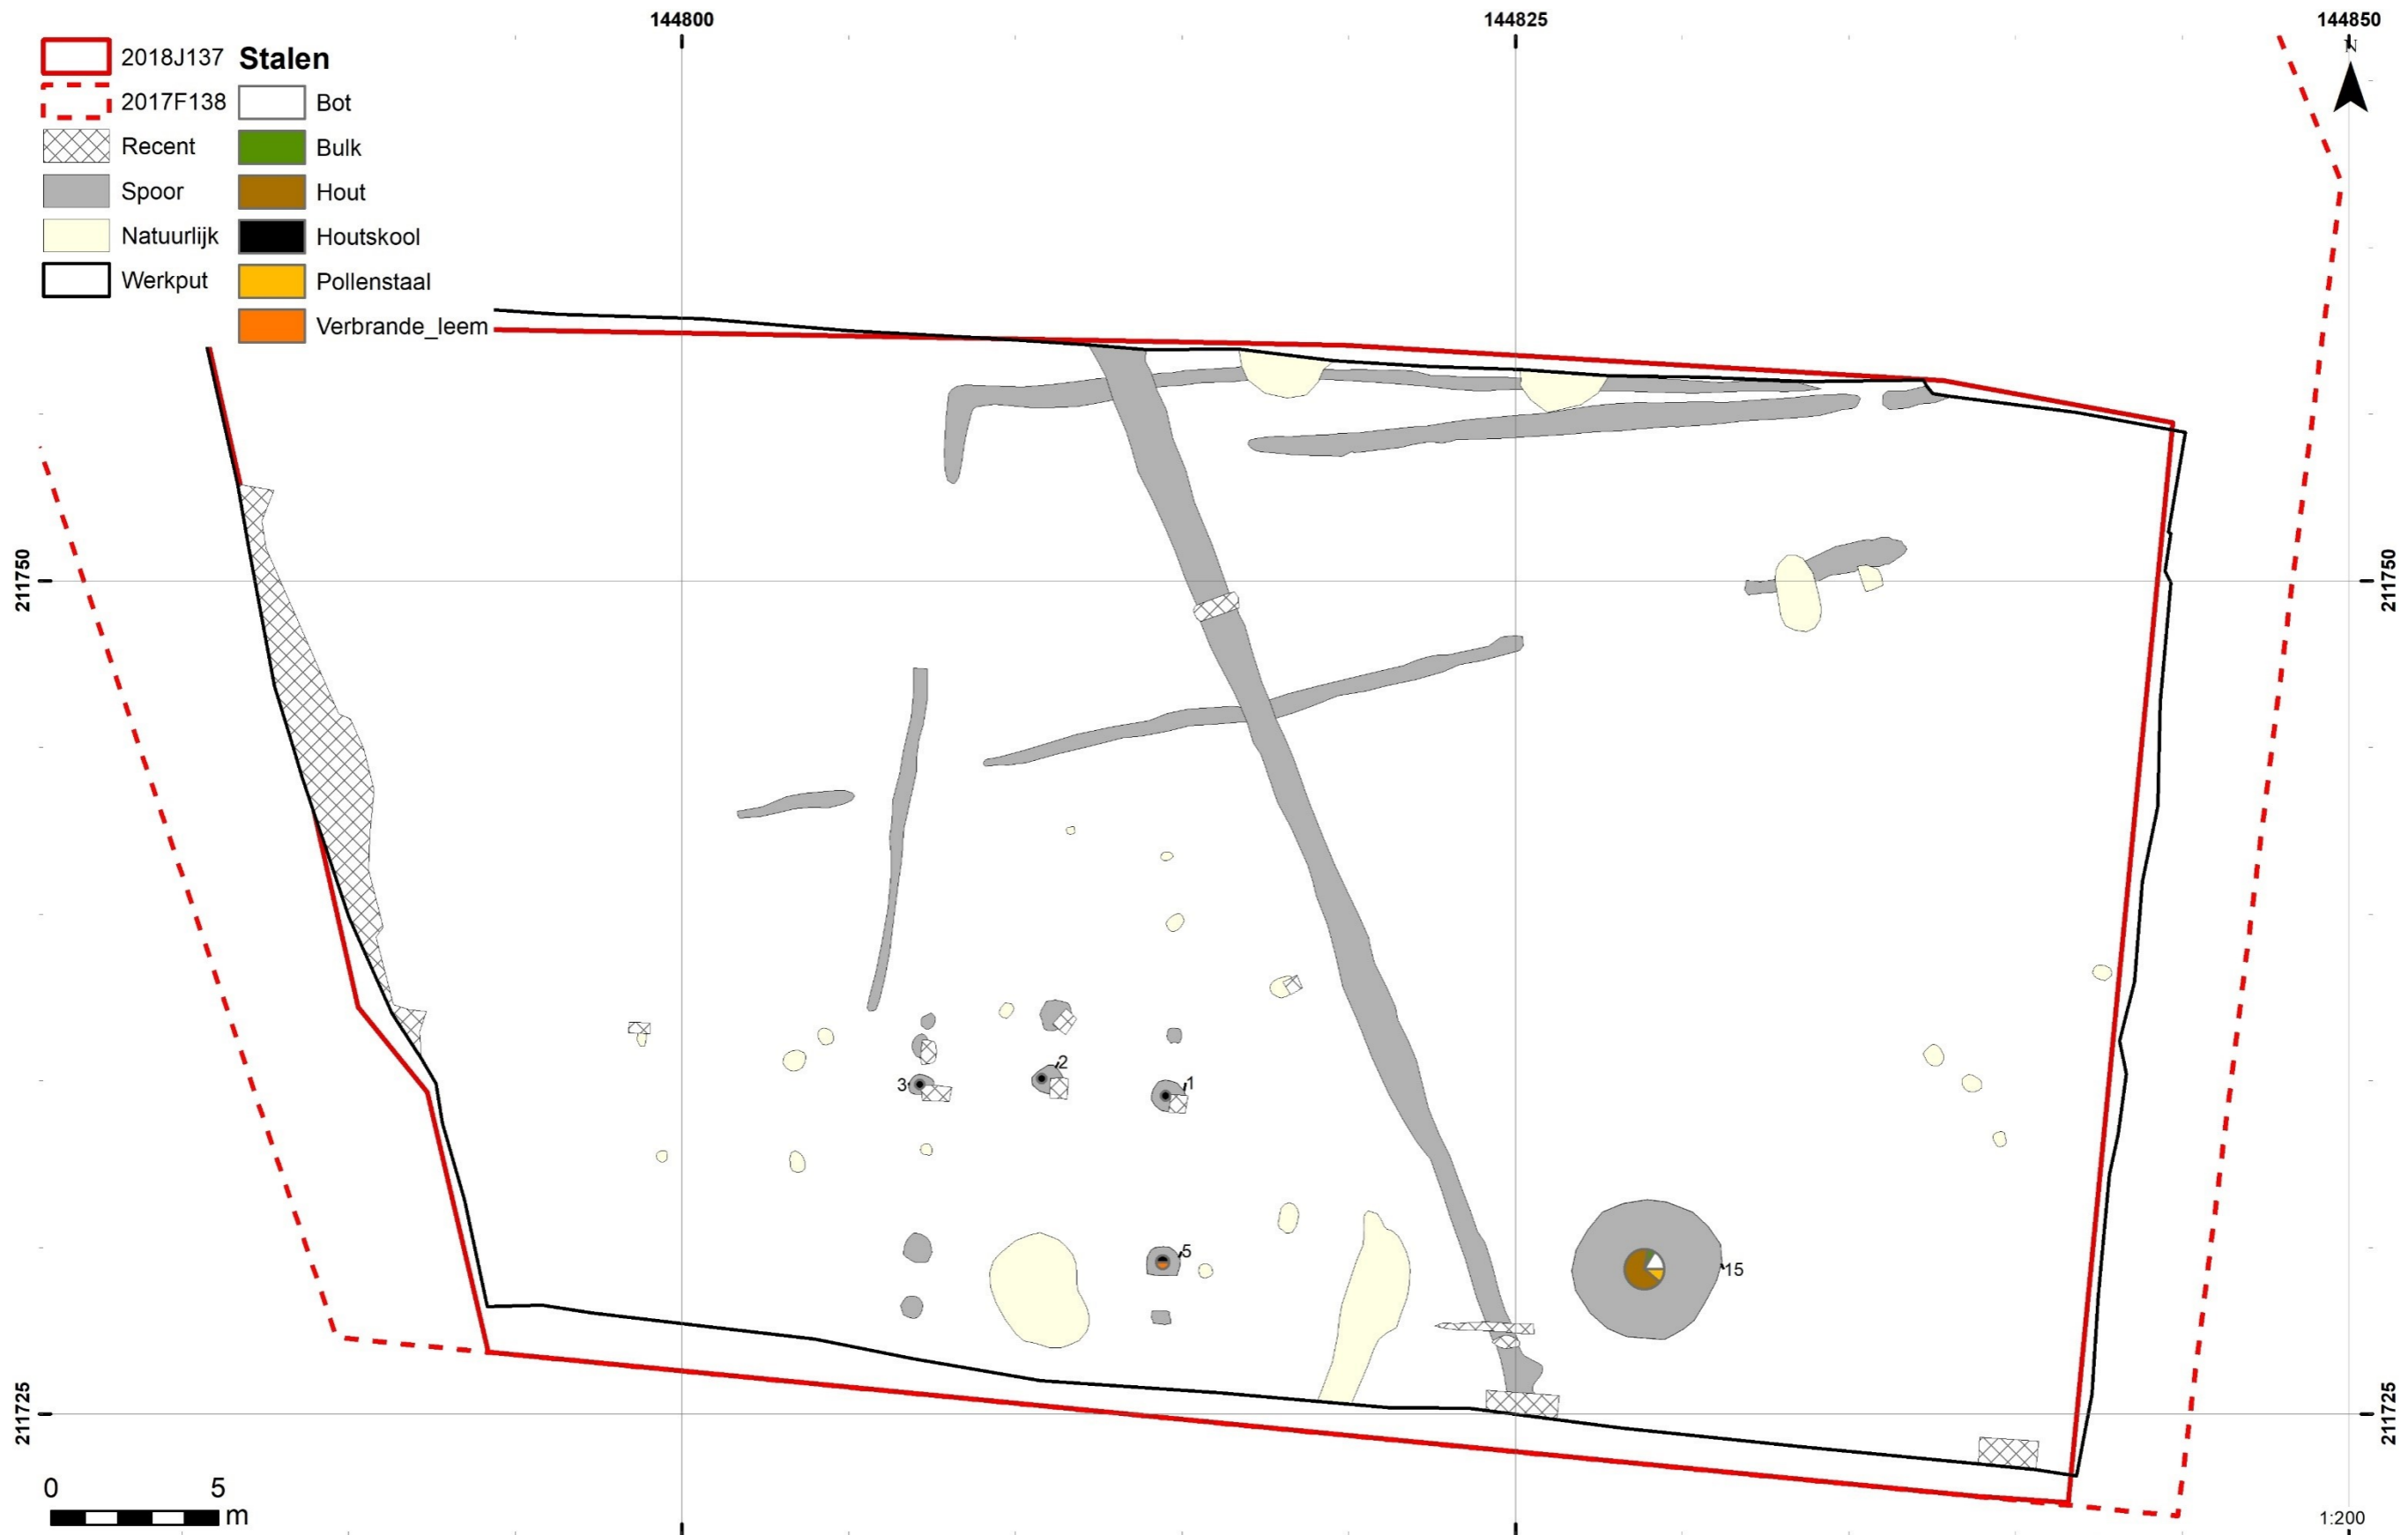 144800
144825
144850
2018J137
Stalen
2017F138
Bot
Recent
Bulk
Spoor
Hout
Natuurlijk
Houtskool
Werkput
Pollenstaal
Verbrande_leem
N
211750
211750
2
3
1
5
15
211725
211725
0
5
m
1:200